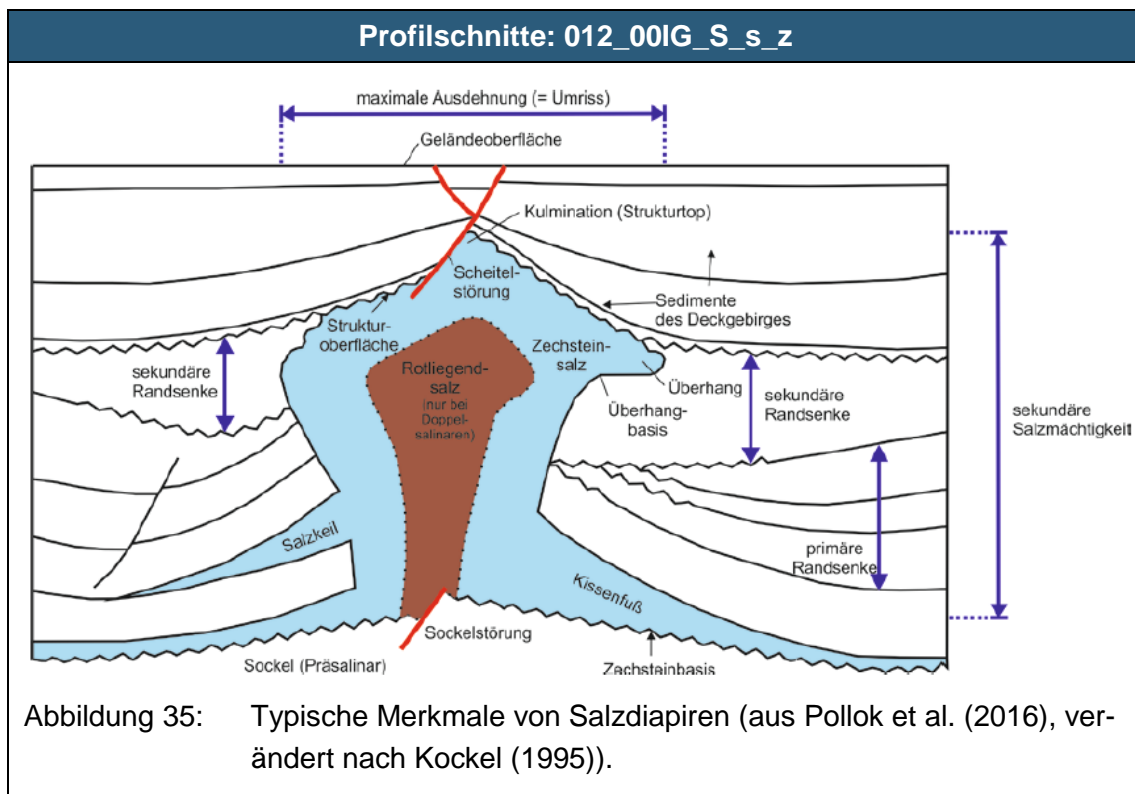 Profilschnitte: 012_00IG_S_s_z
maximale Ausdehnung (= Umriss)
Geländeoberfläche
Kulmination (Strukturtop)
Scheitel-
störung
Sedimente
des Deckgebirges
Struktur-
oberfläche
Zechstein-
salz
sekundäre
Randsenke
Rotliegend-
salz
(nur bei
Doppel-
salinaren)
Überhang
Überhang-
basis
sekundäre
Randsenke
sekundäre
Salzmächtigkeit
Salzkeil
primäre
Randsenke
Kissenfuß
Sockelstörung
Sockel (Präsalinar)
Zechsteinbasis
Abbildung 35: Typische Merkmale von Salzdiapiren (aus Pollok et al. (2016), ver-
ändert nach Kockel (1995)).